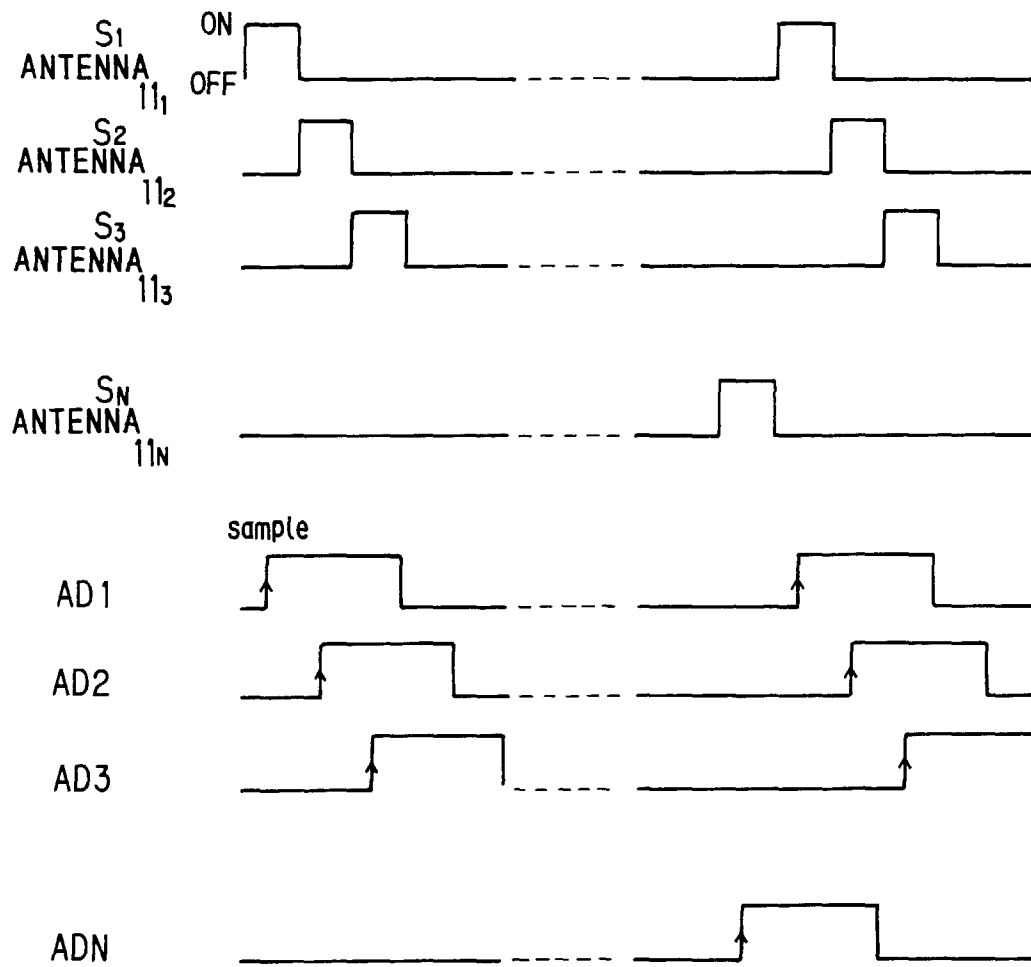 S1 ON
ANTENNA 111 OFF
S2
ANTENNA 112
S3
ANTENNA 113
SN
ANTENNA 11N
sample
AD1
AD2
AD3
ADN